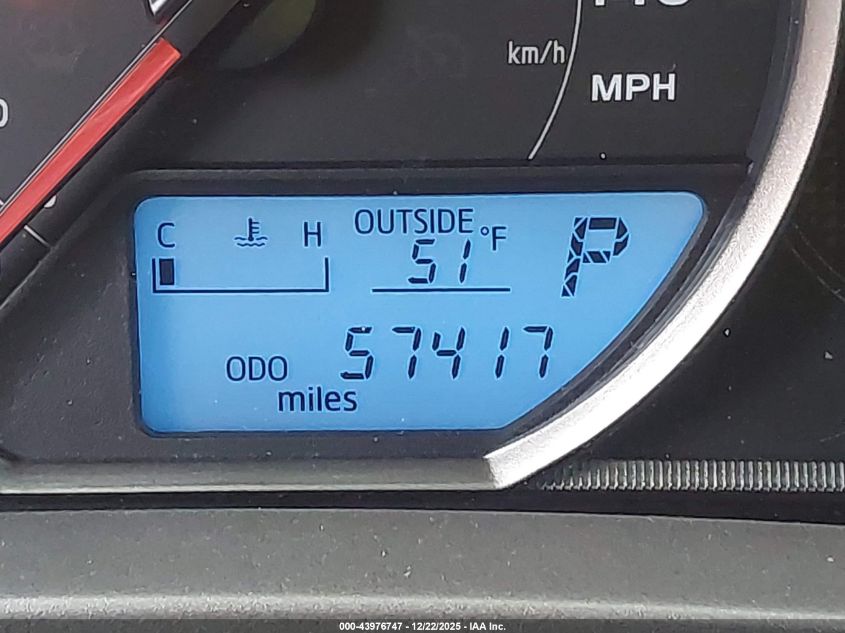 km/h
MPH
C H
OUTSIDE
51 °F
P
ODO 57417
miles
000-43976747 - 12/22/2025 - IAA Inc.